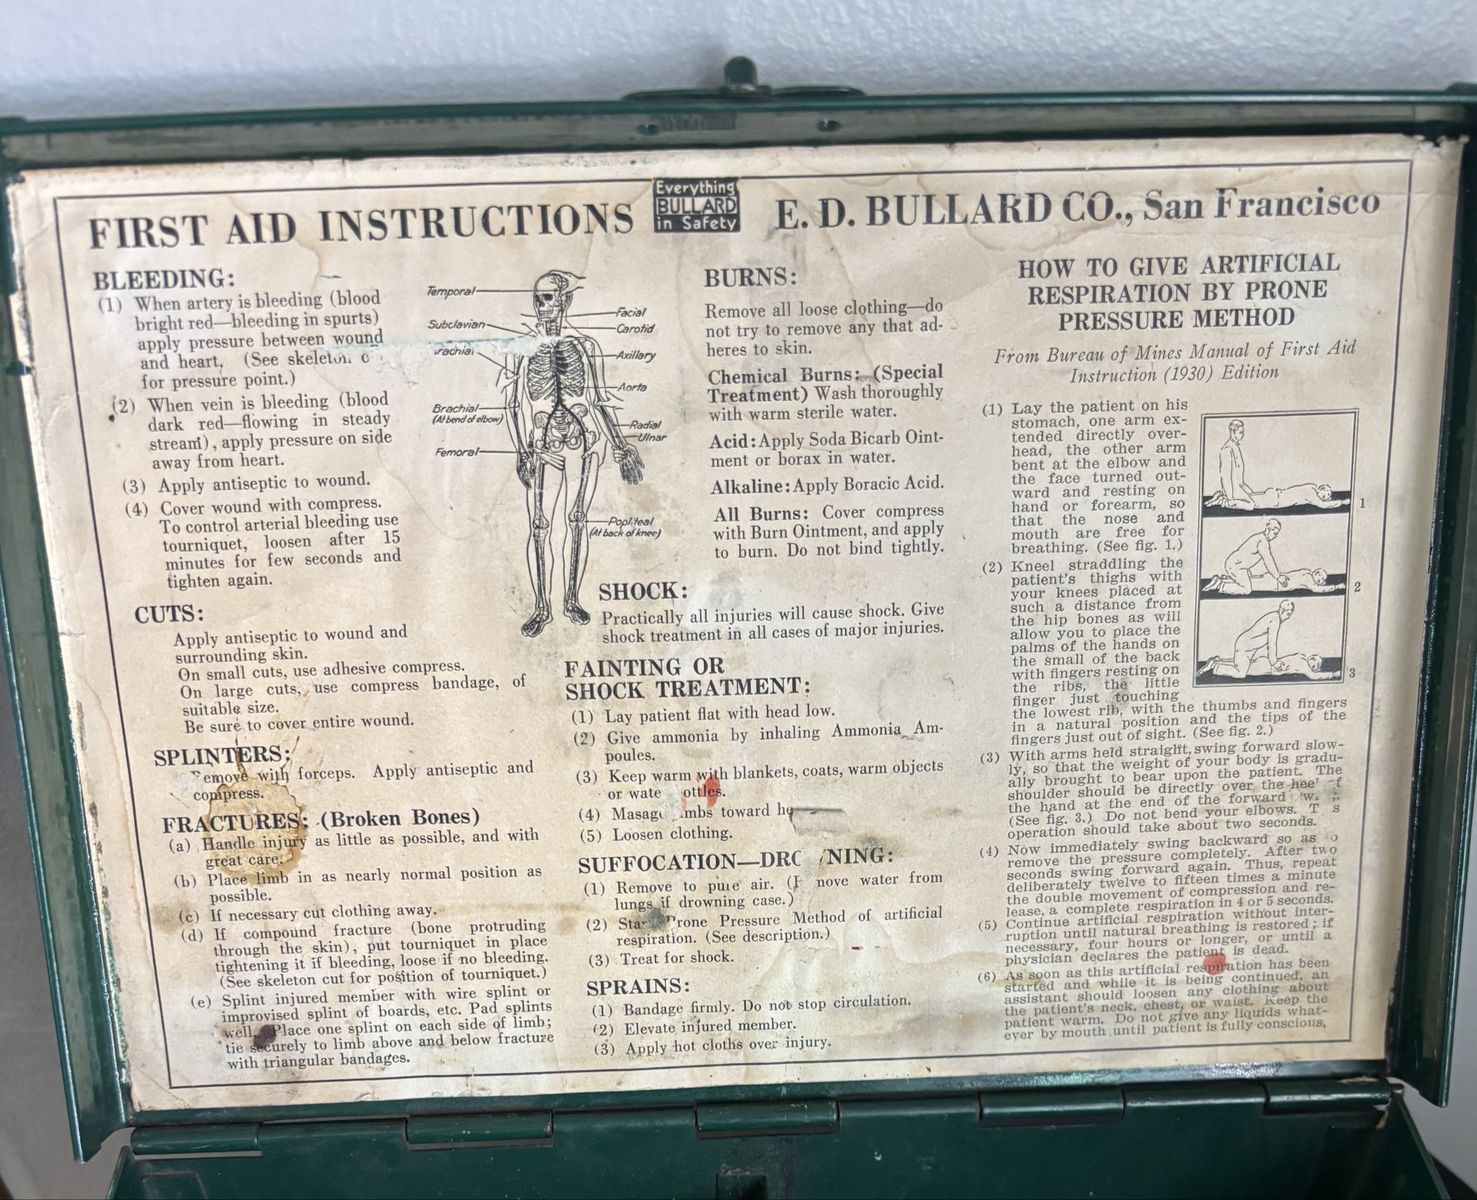 FIRST AID INSTRUCTIONS
Everything
BULLARD
in Safety
E. D. BULLARD CO., San Francisco
BLEEDING:
(1) When artery is bleeding (blood
bright red—bleeding in spurts)
apply pressure between wound
and heart. (See skeleton
for pressure point.)
(2) When vein is bleeding (blood
dark red—flowing in steady
stream), apply pressure on side
away from heart.
(3) Apply antiseptic to wound.
(4) Cover wound with compress.
To control arterial bleeding use
tourniquet, loosen after 15
minutes for few seconds and
tighten again.
CUTS:
Apply antiseptic to wound and
surrounding skin.
On small cuts, use adhesive compress.
On large cuts, use compress bandage, of
suitable size.
Be sure to cover entire wound.
SPLINTERS:
Remove with forceps. Apply antiseptic and
compress.
FRACTURES: (Broken Bones)
(a) Handle injury as little as possible, and with
great care.
(b) Place limb in as nearly normal position as
possible.
(c) If necessary cut clothing away.
(d) If compound fracture (bone protruding
through the skin), put tourniquet in place
tightening it if bleeding, loose if no bleeding.
(See skeleton cut for position of tourniquet.)
(e) Splint injured member with wire splint or
improvised splint of boards, etc. Pad splints
well. Place one splint on each side of limb;
tie securely to limb above and below fracture
with triangular bandages.
Temporal
Subclavian
Brachial
Brachial
(At bend of elbow)
Femoral
Facial
Carotid
Axillary
Aorta
Radial
Ulnar
Popliteal
(At back of knee)
BURNS:
Remove all loose clothing—do
not try to remove any that ad-
heres to skin.
Chemical Burns: (Special
Treatment) Wash thoroughly
with warm sterile water.
Acid: Apply Soda Bicarb Oint-
ment or borax in water.
Alkaline: Apply Boracic Acid.
All Burns: Cover compress
with Burn Ointment, and apply
to burn. Do not bind tightly.
SHOCK:
Practically all injuries will cause shock. Give
shock treatment in all cases of major injuries.
FAINTING OR
SHOCK TREATMENT:
(1) Lay patient flat with head low.
(2) Give ammonia by inhaling Ammonia Am-
poules.
(3) Keep warm with blankets, coats, warm objects
or water bottles.
(4) Masage limbs toward
(5) Loosen clothing.
SUFFOCATION—DROWNING:
(1) Remove to pure air. (Remove water from
lungs if drowning case.)
(2) Start Prone Pressure Method of artificial
respiration. (See description.)
(3) Treat for shock.
SPRAINS:
(1) Bandage firmly. Do not stop circulation.
(2) Elevate injured member.
(3) Apply hot cloths over injury.
HOW TO GIVE ARTIFICIAL
RESPIRATION BY PRONE
PRESSURE METHOD
From Bureau of Mines Manual of First Aid
Instruction (1930) Edition
(1) Lay the patient on his
stomach, one arm ex-
tended directly over-
head, the other arm
bent at the elbow and
the face turned out-
ward and resting on
hand or forearm, so
that the nose and
mouth are free for
breathing. (See fig. 1.)
(2) Kneel straddling the
patient's thighs with
your knees placed at
such a distance from
the hip bones as will
allow you to place the
palms of the hands on
the small of the back
with fingers resting on
the ribs, the little
finger just touching
the lowest rib, with the thumbs and fingers
in a natural position and the tips of the
fingers just out of sight. (See fig. 2.)
(3) With arms held straight, swing forward slow-
ly, so that the weight of your body is gradu-
ally brought to bear upon the patient. The
shoulder should be directly over the heel of
the hand at the end of the forward swing.
(See fig. 3.) Do not bend your elbows. This
operation should take about two seconds.
(4) Now immediately swing backward so as to
remove the pressure completely. After two
seconds swing forward again. Thus, repeat
deliberately twelve to fifteen times a minute
the double movement of compression and re-
lease, a complete respiration in 4 or 5 seconds.
(5) Continue artificial respiration without inter-
ruption until natural breathing is restored; if
necessary, four hours or longer, or until a
physician declares the patient is dead.
(6) As soon as this artificial respiration has been
started and while it is being continued, an
assistant should loosen any clothing about
the patient's neck, chest, or waist. Keep the
patient warm. Do not give any liquids what-
ever by mouth until patient is fully conscious.
1
2
3